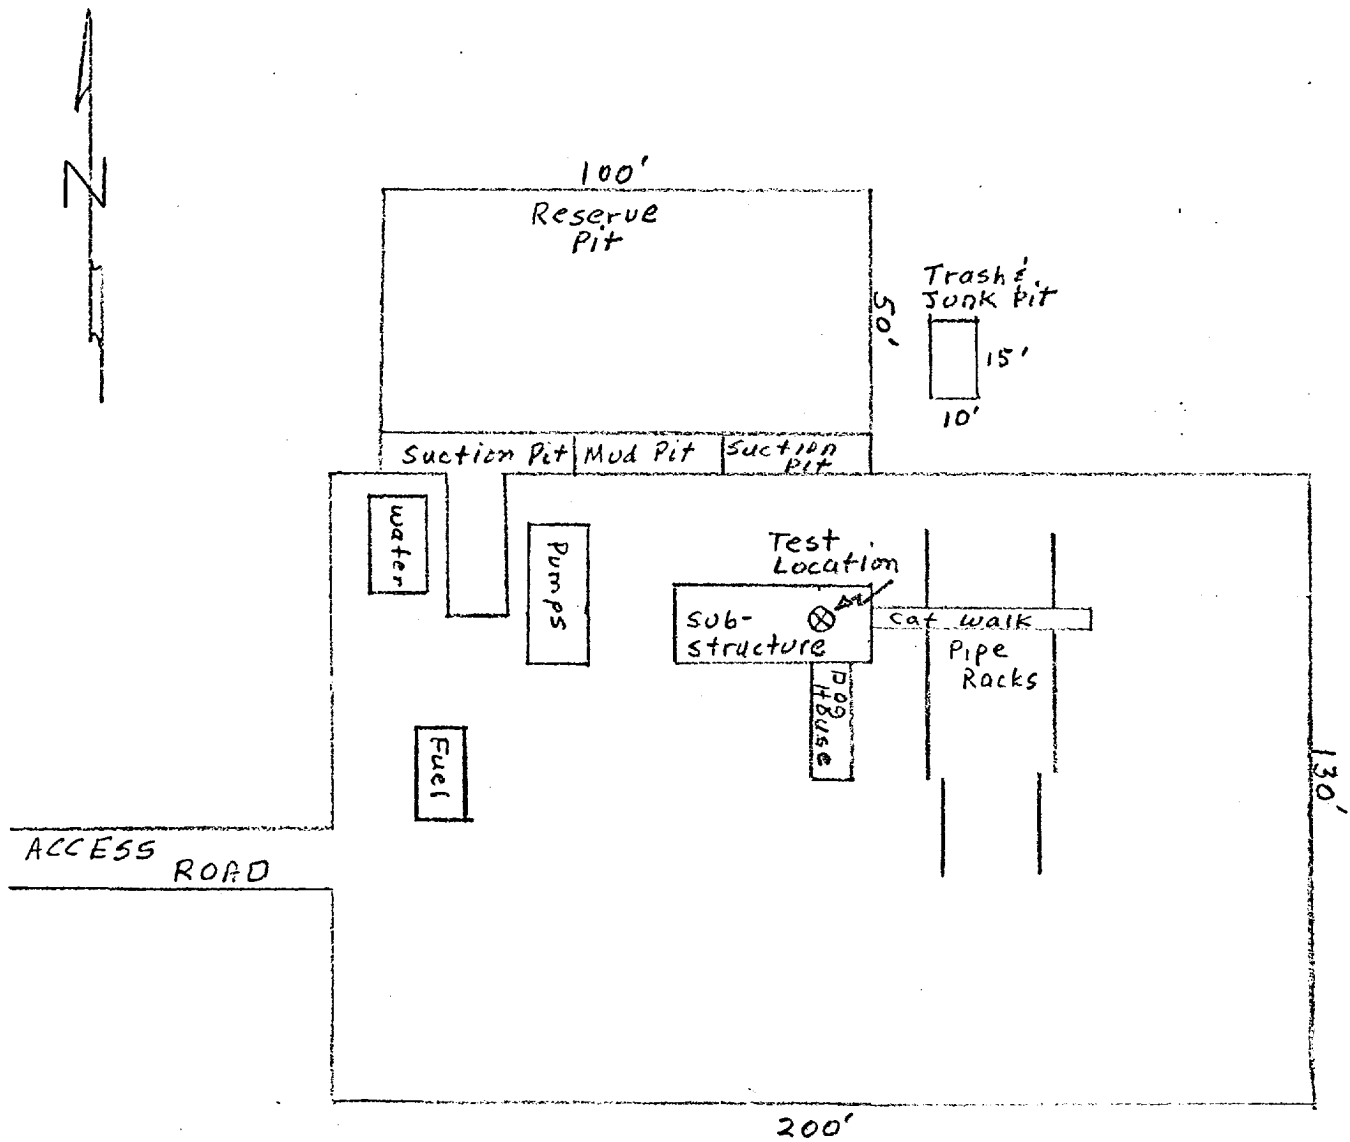 N
100'
Reserve
Pit
50'
Trash &
Junk Pit
15'
10'
Suction Pit
Mud Pit
Suction
Pit
Water
Pumps
Test
Location
Sub-
structure
Cat Walk
Pipe
Racks
Dog
House
Fuel
130'
ACCESS
ROAD
200'